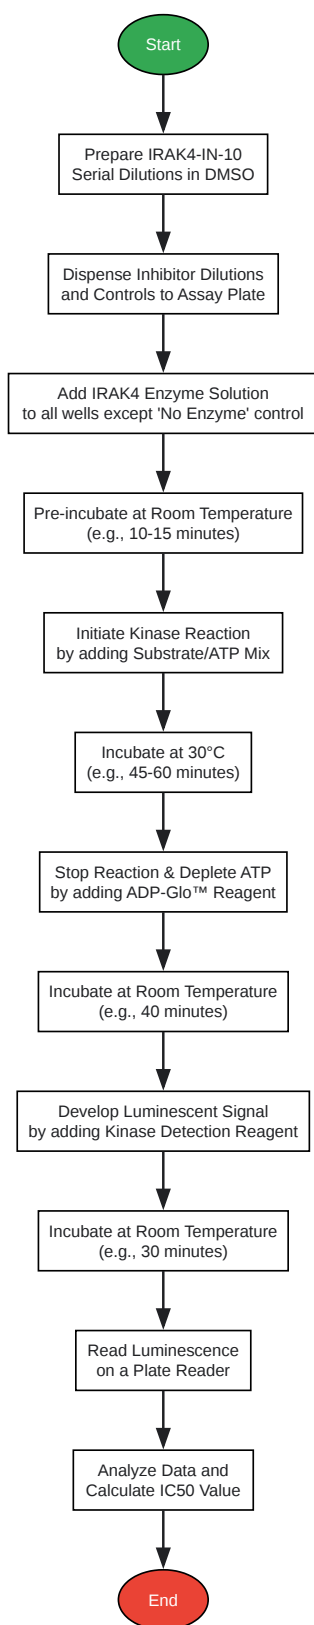 Start
Prepare IRAK4-IN-10
Serial Dilutions in DMSO
Dispense Inhibitor Dilutions
and Controls to Assay Plate
Add IRAK4 Enzyme Solution
to all wells except 'No Enzyme' control
Pre-incubate at Room Temperature
(e.g., 10-15 minutes)
Initiate Kinase Reaction
by adding Substrate/ATP Mix
Incubate at 30°C
(e.g., 45-60 minutes)
Stop Reaction & Deplete ATP
by adding ADP-Glo™ Reagent
Incubate at Room Temperature
(e.g., 40 minutes)
Develop Luminescent Signal
by adding Kinase Detection Reagent
Incubate at Room Temperature
(e.g., 30 minutes)
Read Luminescence
on a Plate Reader
Analyze Data and
Calculate IC50 Value
End